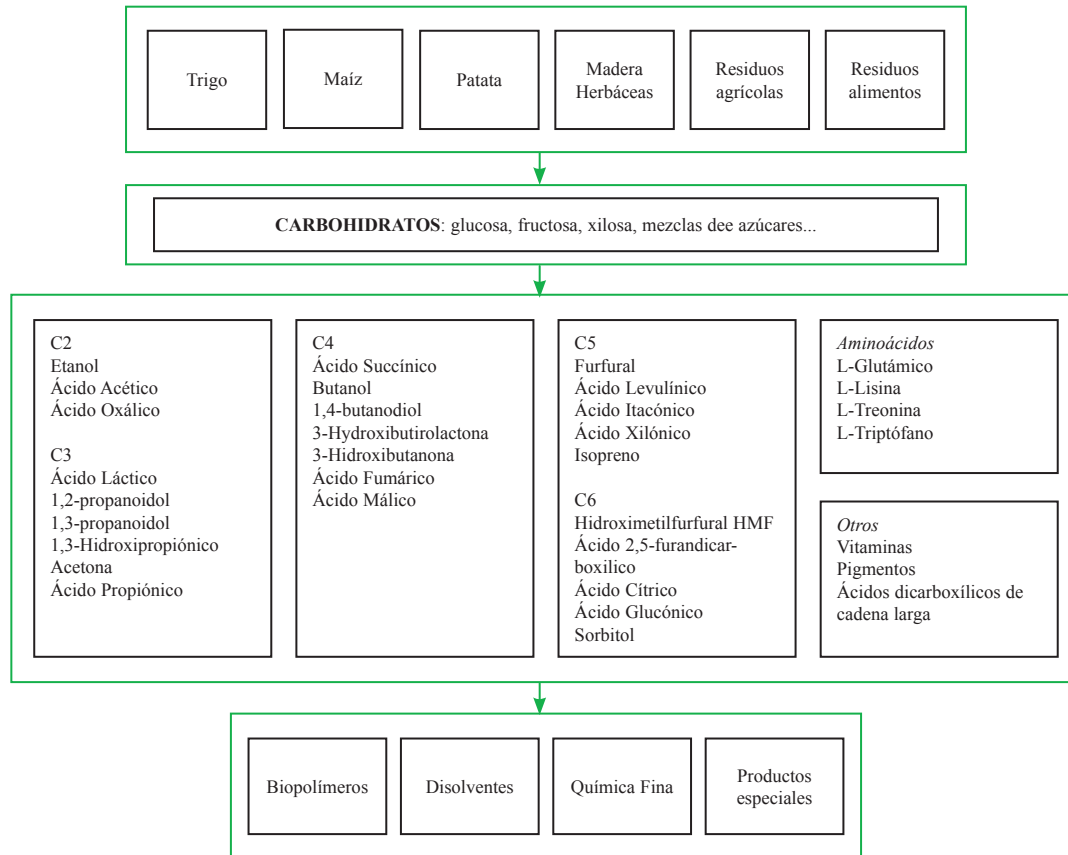 Trigo
Maíz
Patata
Madera
Herbáceas
Residuos
agrícolas
Residuos
alimentos
CARBOHIDRATOS: glucosa, fructosa, xilosa, mezclas dee azúcares...
C2
Etanol
Ácido Acético
Ácido Oxálico
C3
Ácido Láctico
1,2-propanoidol
1,3-propanoidol
1,3-Hidroxipropiónico
Acetona
Ácido Propiónico
C4
Ácido Succínico
Butanol
1,4-butanodiol
3-Hydroxibutirolactona
3-Hidroxibutanona
Ácido Fumárico
Ácido Málico
C5
Furfural
Ácido Levulínico
Ácido Itacónico
Ácido Xilónico
Isopreno
C6
Hidroximetilfurfural HMF
Ácido 2,5-furandicar-
boxilico
Ácido Cítrico
Ácido Glucónico
Sorbitol
Aminoácidos
L-Glutámico
L-Lisina
L-Treonina
L-Triptófano
Otros
Vitaminas
Pigmentos
Ácidos dicarboxílicos de
cadena larga
Biopolímeros
Disolventes
Química Fina
Productos
especiales